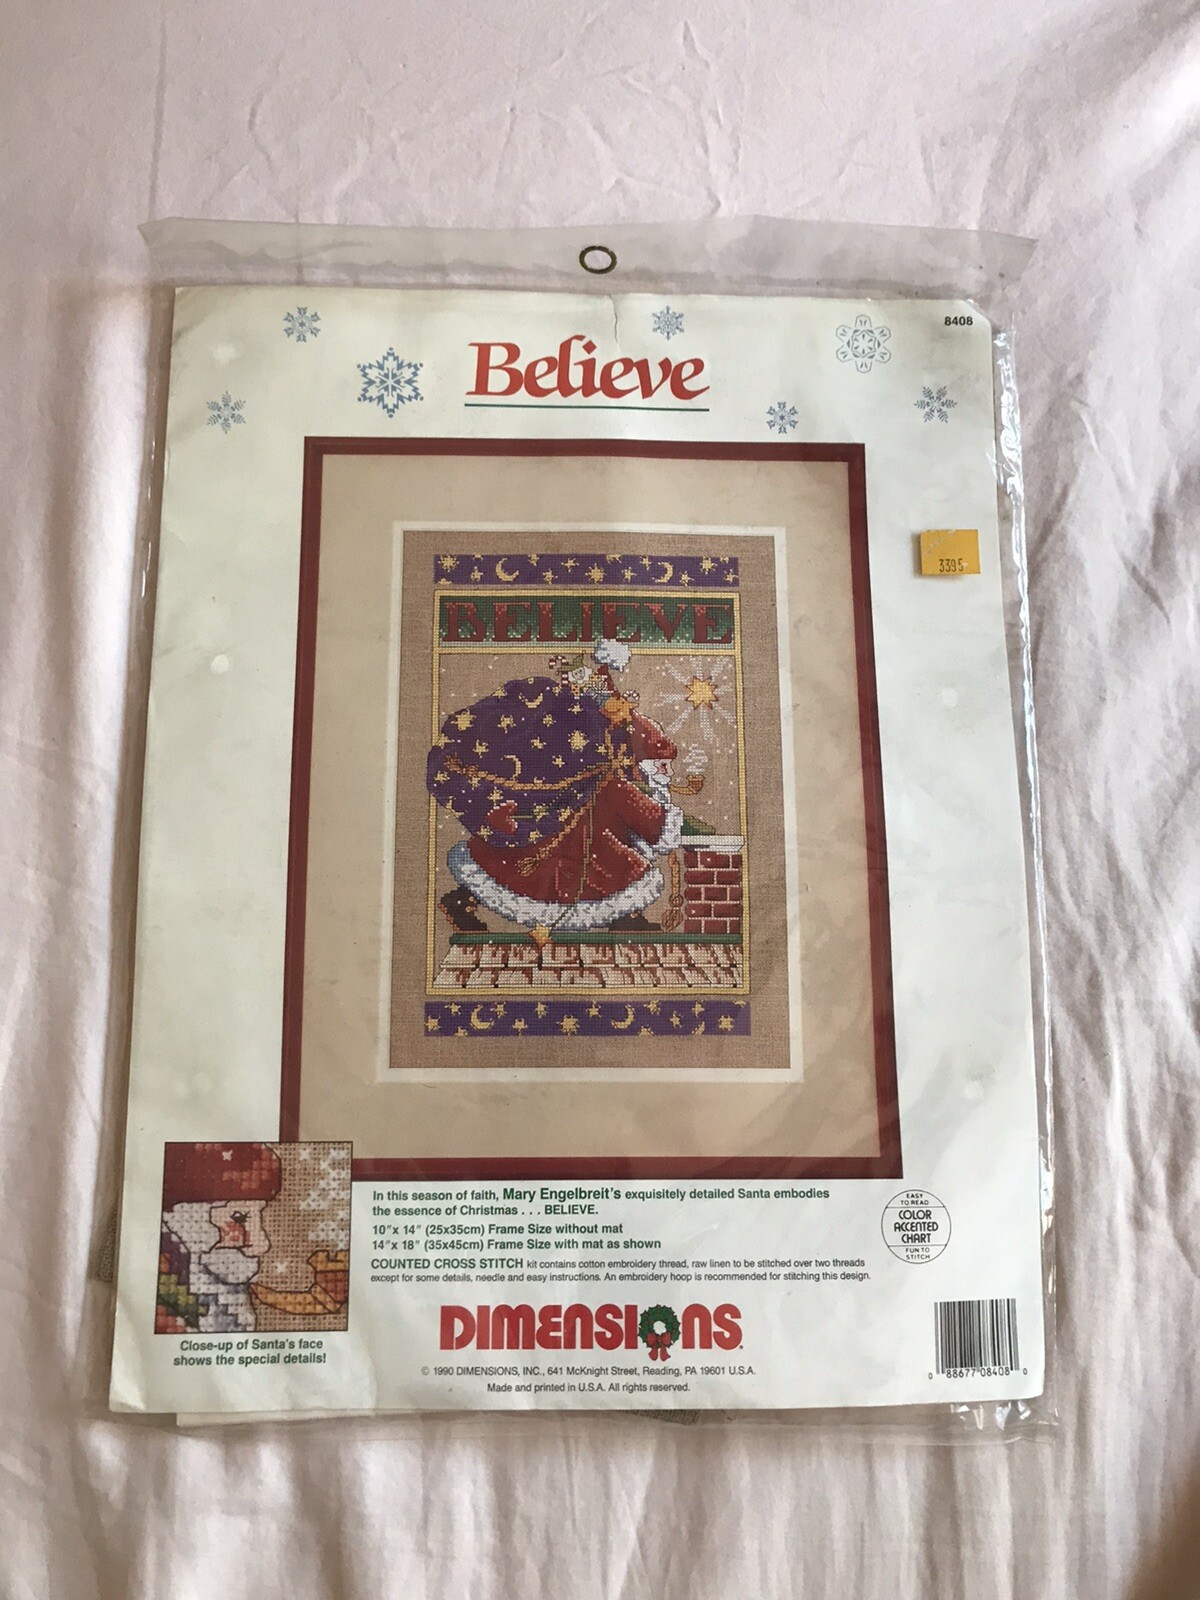 8408
Believe
3395
BELIEVE
In this season of faith, Mary Engelbreit's exquisitely detailed Santa embodies
the essence of Christmas . . . BELIEVE.
10" x 14" (25x35cm) Frame Size without mat
14" x 18" (35x45cm) Frame Size with mat as shown
COUNTED CROSS STITCH kit contains cotton embroidery thread, raw linen to be stitched over two threads
except for some details, needle and easy instructions. An embroidery hoop is recommended for stitching this design.
EASY
TO READ
COLOR
ACCENTED
CHART
FUN TO
STITCH
Close-up of Santa's face
shows the special details!
DIMENSIONS
© 1990 DIMENSIONS, INC., 641 McKnight Street, Reading, PA 19601 U.S.A.
Made and printed in U.S.A. All rights reserved.
0 88677 08408 0